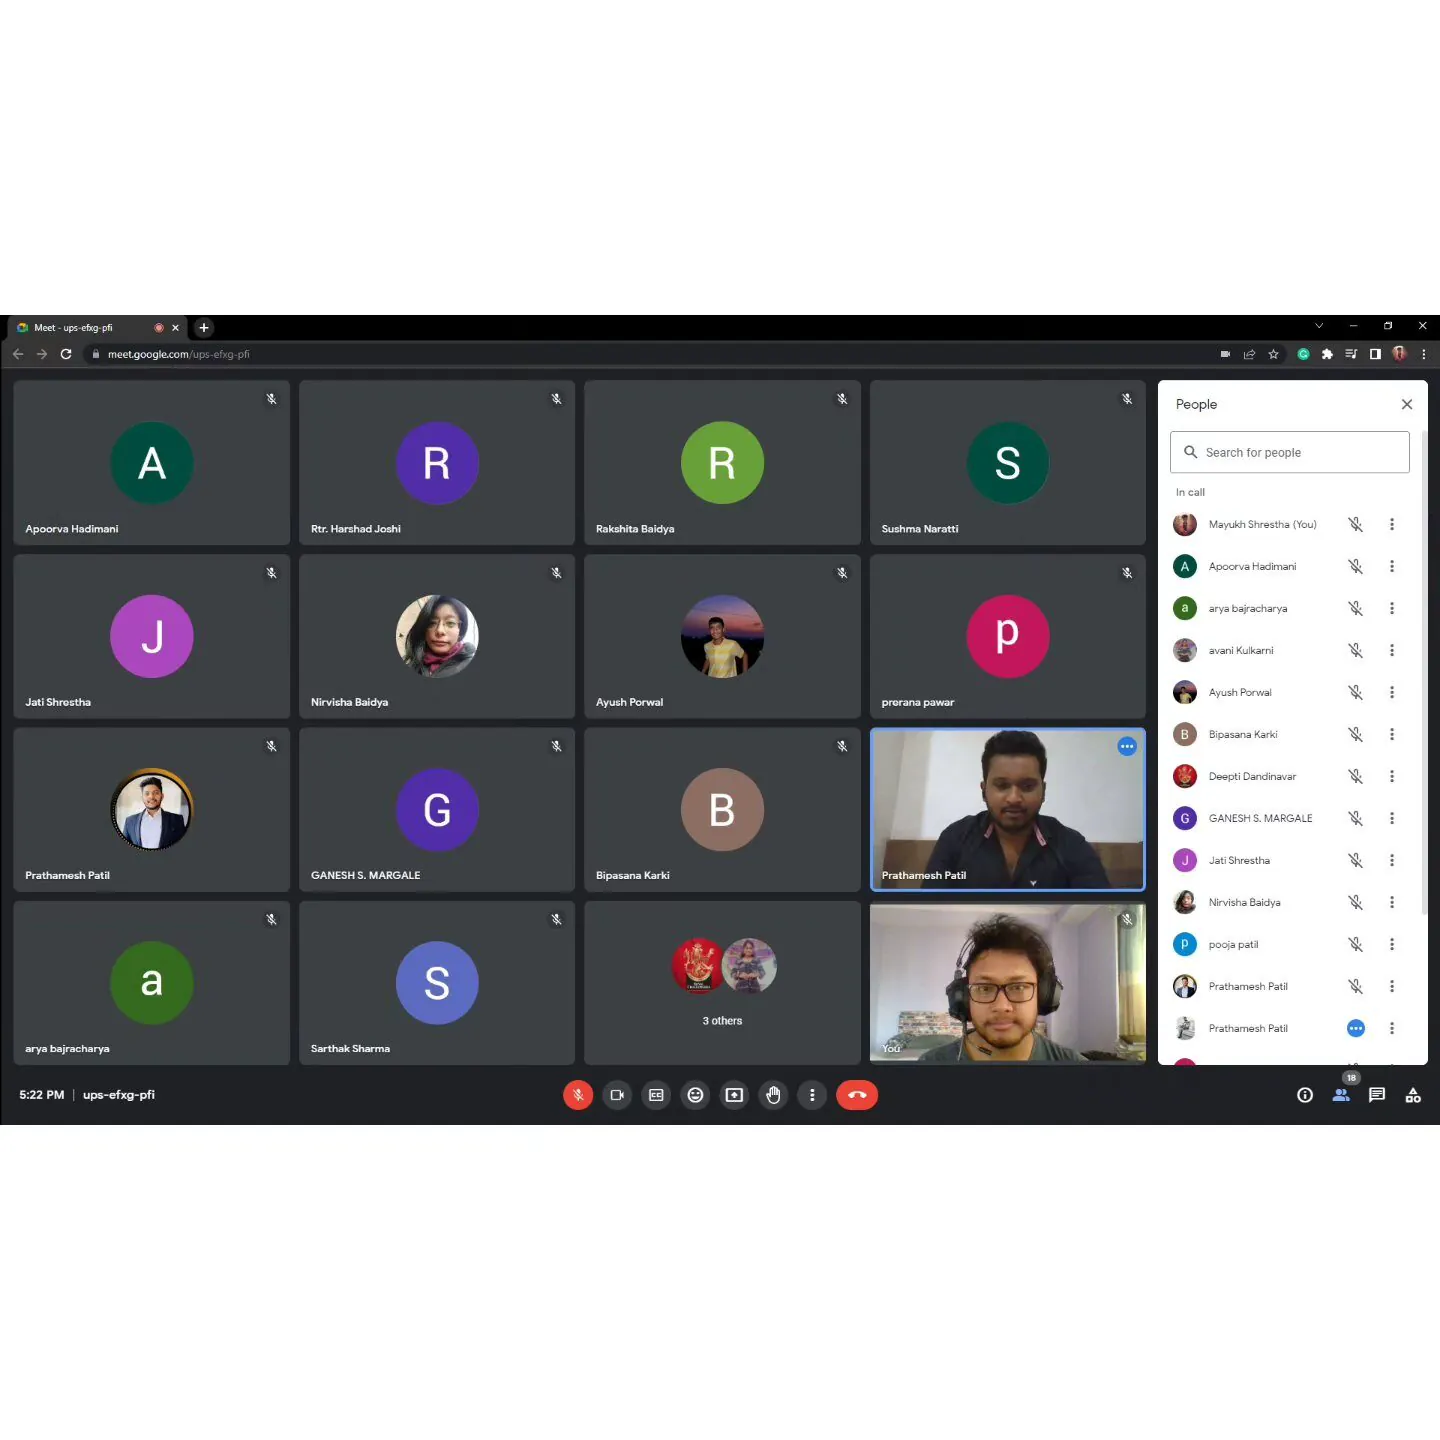 Meet - ups-efxg-pfi
meet.google.com/ups-efxg-pfi
A
Apoorva Hadimani
R
Rtr. Harshad Joshi
R
Rakshita Baidya
S
Sushma Naratti
J
Jati Shrestha
Nirvisha Baidya
Ayush Porwal
p
prerana pawar
Prathamesh Patil
G
GANESH S. MARGALE
B
Bipasana Karki
Prathamesh Patil
a
arya bajracharya
S
Sarthak Sharma
3 others
You
People
Search for people
In call
Mayukh Shrestha (You)
A Apoorva Hadimani
a arya bajracharya
avani Kulkarni
Ayush Porwal
B Bipasana Karki
Deepti Dandinavar
G GANESH S. MARGALE
J Jati Shrestha
Nirvisha Baidya
p pooja patil
Prathamesh Patil
Prathamesh Patil
5:22 PM | ups-efxg-pfi
CC
18